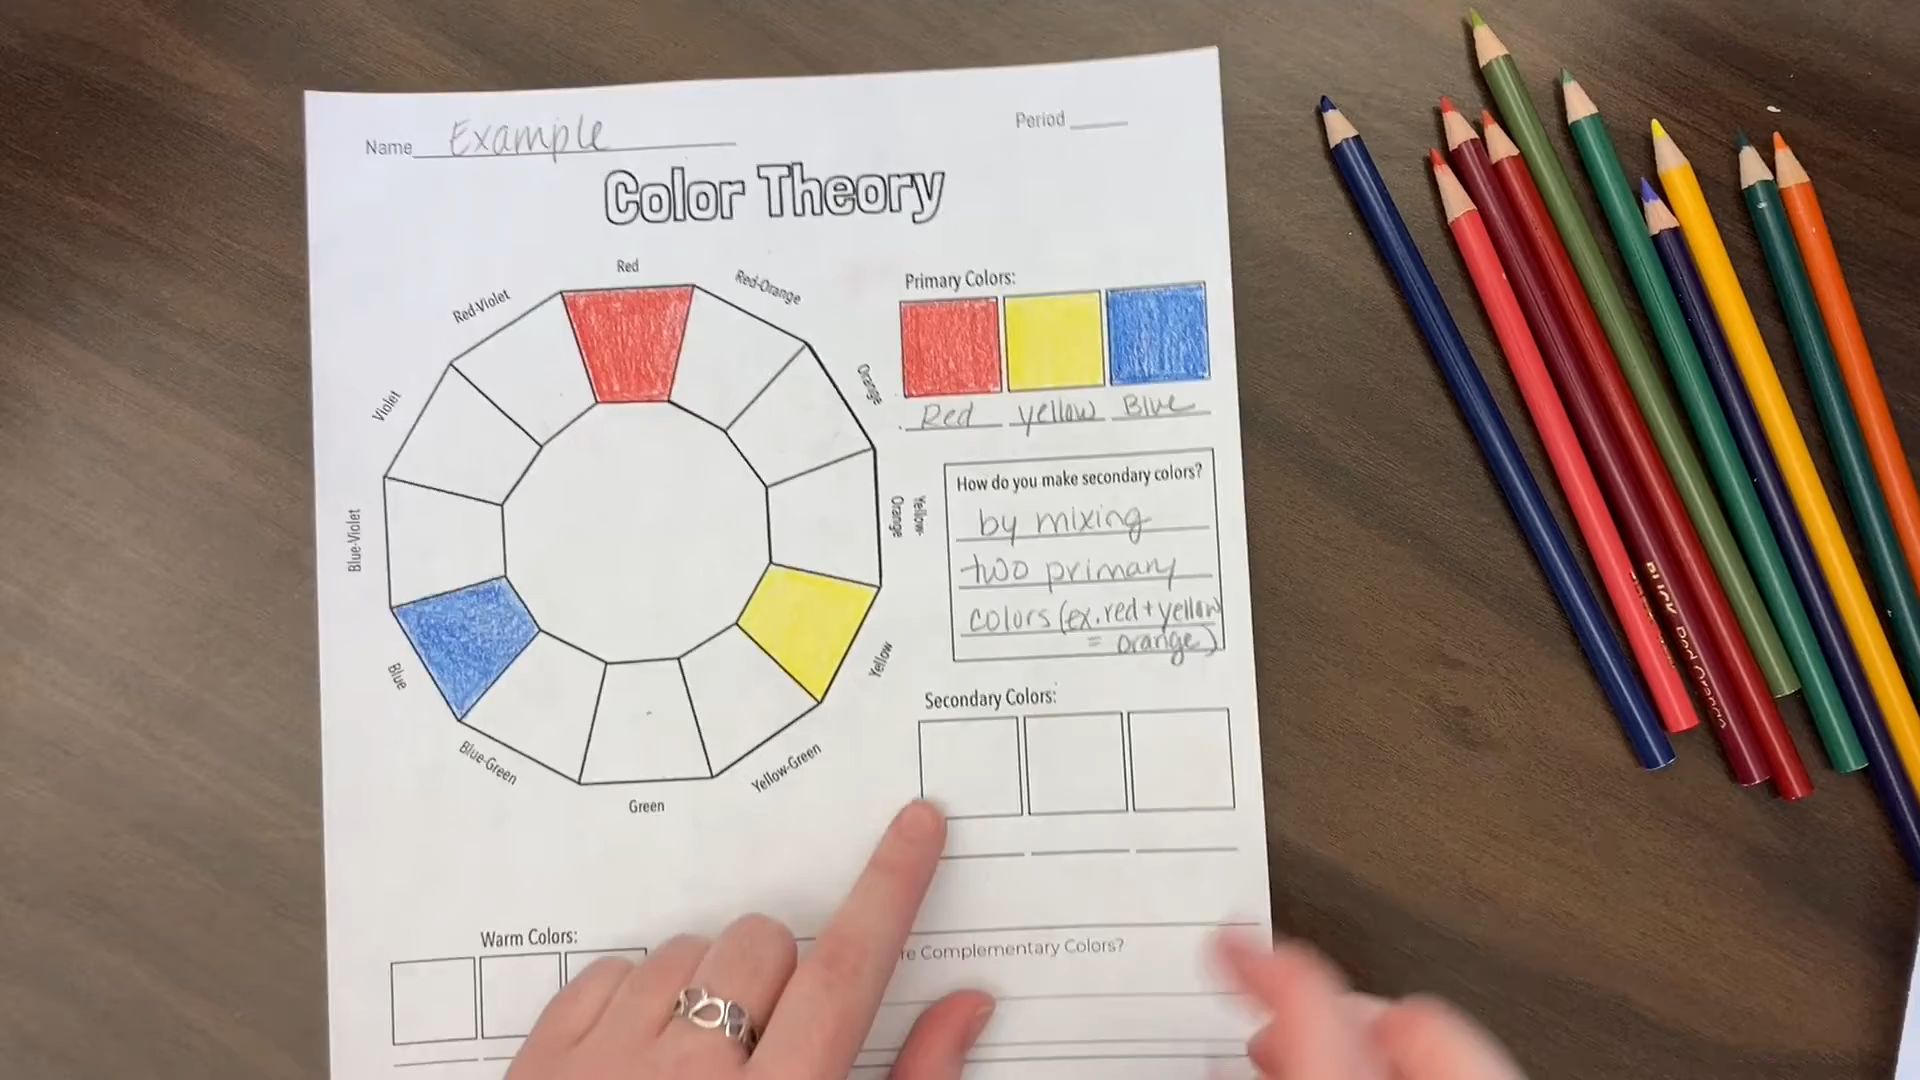 Name Example
Period
Color Theory
Red
Red-Orange
Orange
Yellow-
Orange
Yellow
Yellow-Green
Green
Blue-Green
Blue
Blue-Violet
Violet
Red-Violet
Primary Colors:
Red yellow Blue
How do you make secondary colors?
by mixing
two primary
colors (ex. red + yellow
= orange)
Secondary Colors:
Warm Colors:
Complementary Colors?
Red-Orange